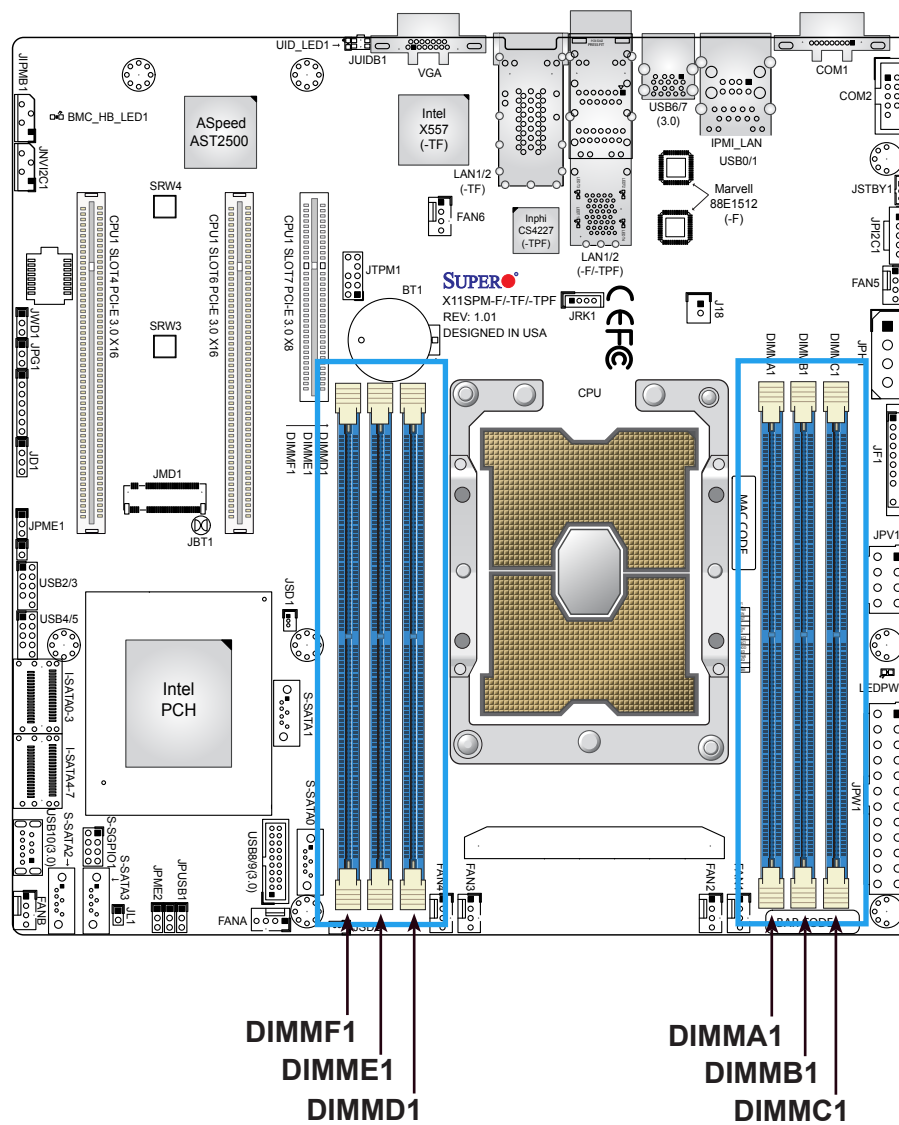 UID_LED1→
JUIDB1
VGA
COM1
JIPMB1
BMC_HB_LED1
ASpeed
AST2500
Intel
X557
(-TF)
USB6/7
(3.0)
IPMI_LAN
USB0/1
COM2
JNVI2C1
SRW4
LAN1/2
(-TF)
FAN6
Inphi
CS4227
(-TPF)
Marvell
88E1512
(-F)
JSTBY1
JPI2C1
CPU1 SLOT4 PCI-E 3.0 X16
CPU1 SLOT6 PCI-E 3.0 X16
CPU1 SLOT7 PCI-E 3.0 X8
JTPM1
LAN1/2
(-F/-TPF)
SUPER
X11SPM-F/-TF/-TPF
REV: 1.01
DESIGNED IN USA
BT1
JRK1
J18
FAN5
JWD1
JPG1
SRW3
DIMMA1
DIMMB1
DIMMC1
CPU
DIMMF1
DIMME1
DIMMD1
JD1
JF1
JMD1
MAC CODE
JPME1
JBT1
JPV1
USB2/3
JSD1
USB4/5
Intel
PCH
I-SATA0-3
S-SATA1
I-SATA4-7
JPW1
USB10(3.0)
S-SATA2→
S-SGPIO1
S-SATA3
S-SATA0
USB8/9(3.0)
JPME2
JPUSB1
JL1
FANB
FANA
FAN4
FAN3
FAN2
BAR CODE
DIMMF1
DIMME1
DIMMD1
DIMMA1
DIMMB1
DIMMC1